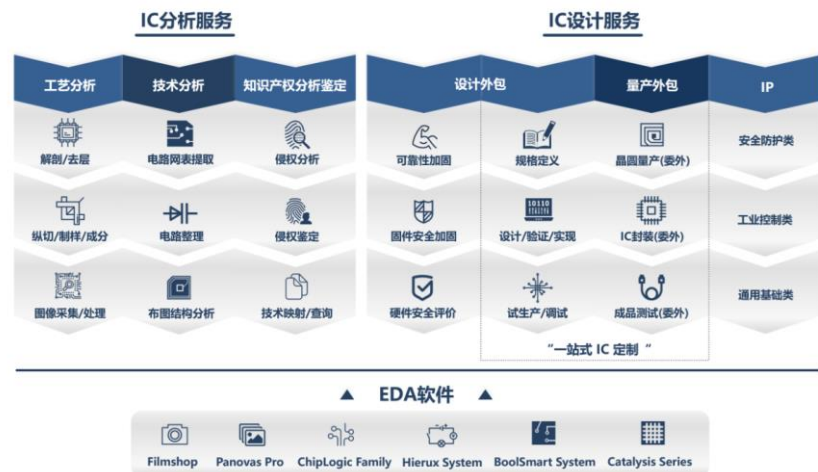 IC分析服务
IC设计服务
工艺分析
技术分析
知识产权分析鉴定
设计外包
量产外包
IP
解剖/去层
电路网表提取
侵权分析
可靠性加固
规格定义
晶圆量产(委外)
安全防护类
纵切/制样/成分
电路整理
侵权鉴定
固件安全加固
10110
设计/验证/实现
IC封装(委外)
工业控制类
图像采集/处理
布图结构分析
技术映射/查询
硬件安全评价
试生产/调试
成品测试(委外)
通用基础类
“一站式 IC 定制 “
▲ EDA软件 ▲
Filmshop
Panovas Pro
ChipLogic Family
Hierux System
BoolSmart System
Catalysis Series